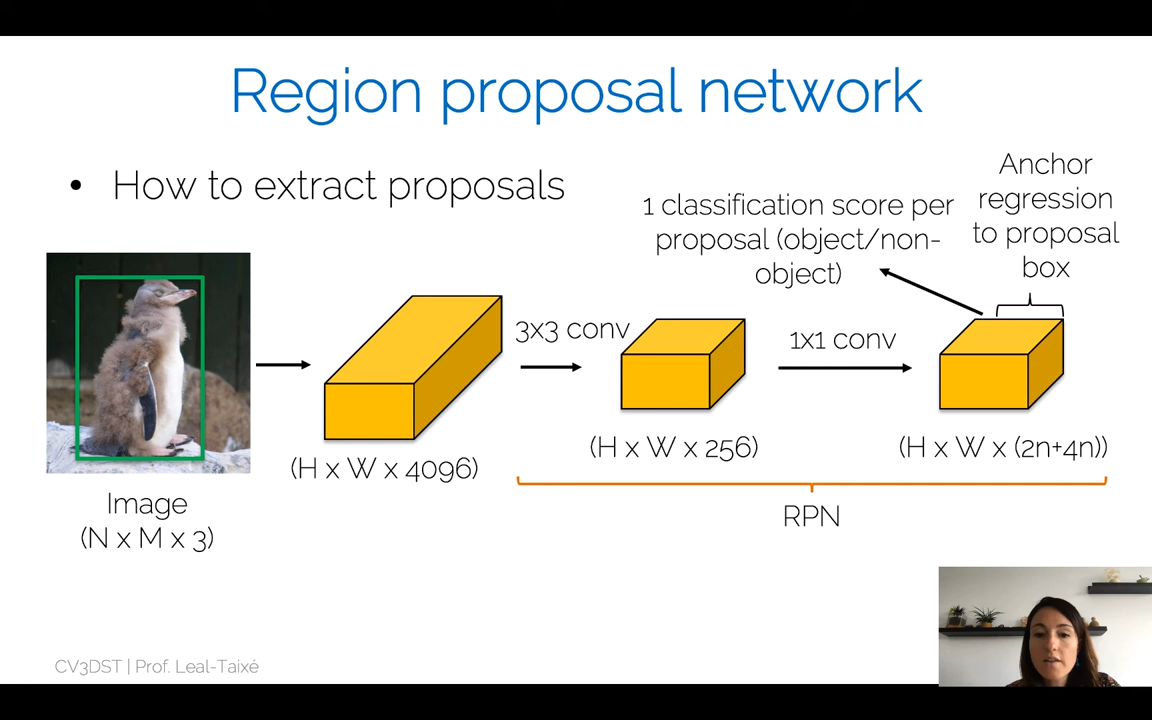 Region proposal network
• How to extract proposals
Anchor
regression
to proposal
box
1 classification score per
proposal (object/non-
object)
3x3 conv
1x1 conv
(H x W x 4096)
(H x W x 256)
(H x W x (2n+4n))
Image
(N x M x 3)
RPN
CV3DST | Prof. Leal-Taixé